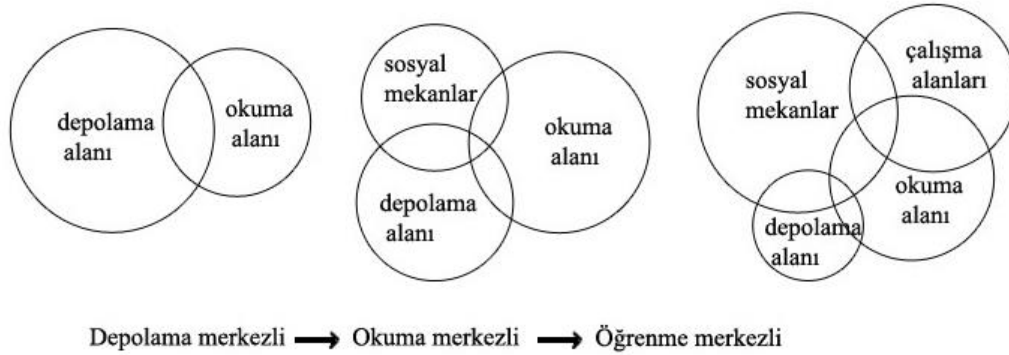 depolama
alanı
okuma
alanı
sosyal
mekanlar
okuma
alanı
depolama
alanı
sosyal
mekanlar
çalışma
alanları
okuma
alanı
depolama
alanı
Depolama merkezli → Okuma merkezli → Öğrenme merkezli